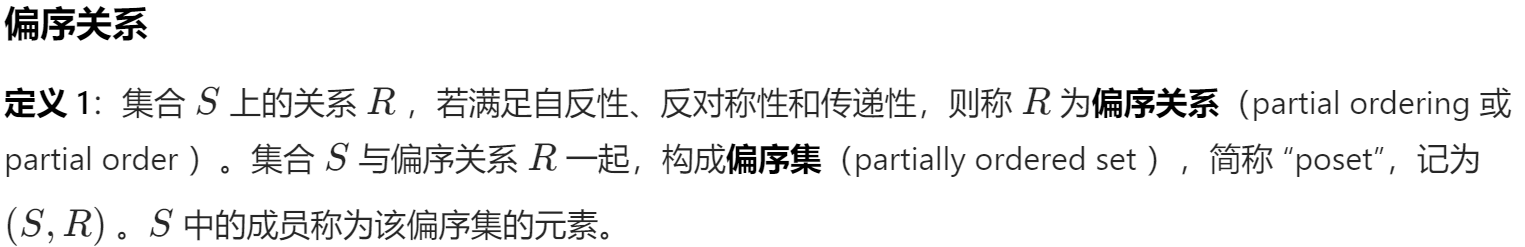 偏序关系
定义 1：集合 S 上的关系 R ，若满足自反性、反对称性和传递性，则称 R 为偏序关系（partial ordering 或
partial order ）。集合 S 与偏序关系 R 一起，构成偏序集（partially ordered set ），简称 “poset”，记为
(S, R) 。S 中的成员称为该偏序集的元素。